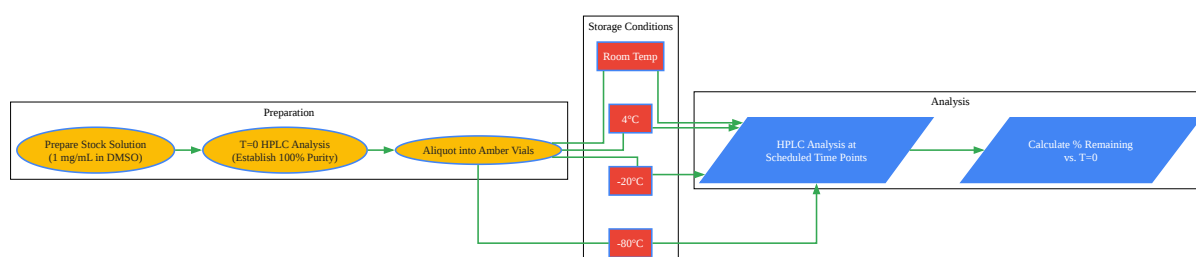 Storage Conditions
Room Temp
Preparation
Analysis
Prepare Stock Solution
(1 mg/mL in DMSO)
T=0 HPLC Analysis
(Establish 100% Purity)
Aliquot into Amber Vials
4°C
-20°C
-80°C
HPLC Analysis at
Scheduled Time Points
Calculate % Remaining
vs. T=0